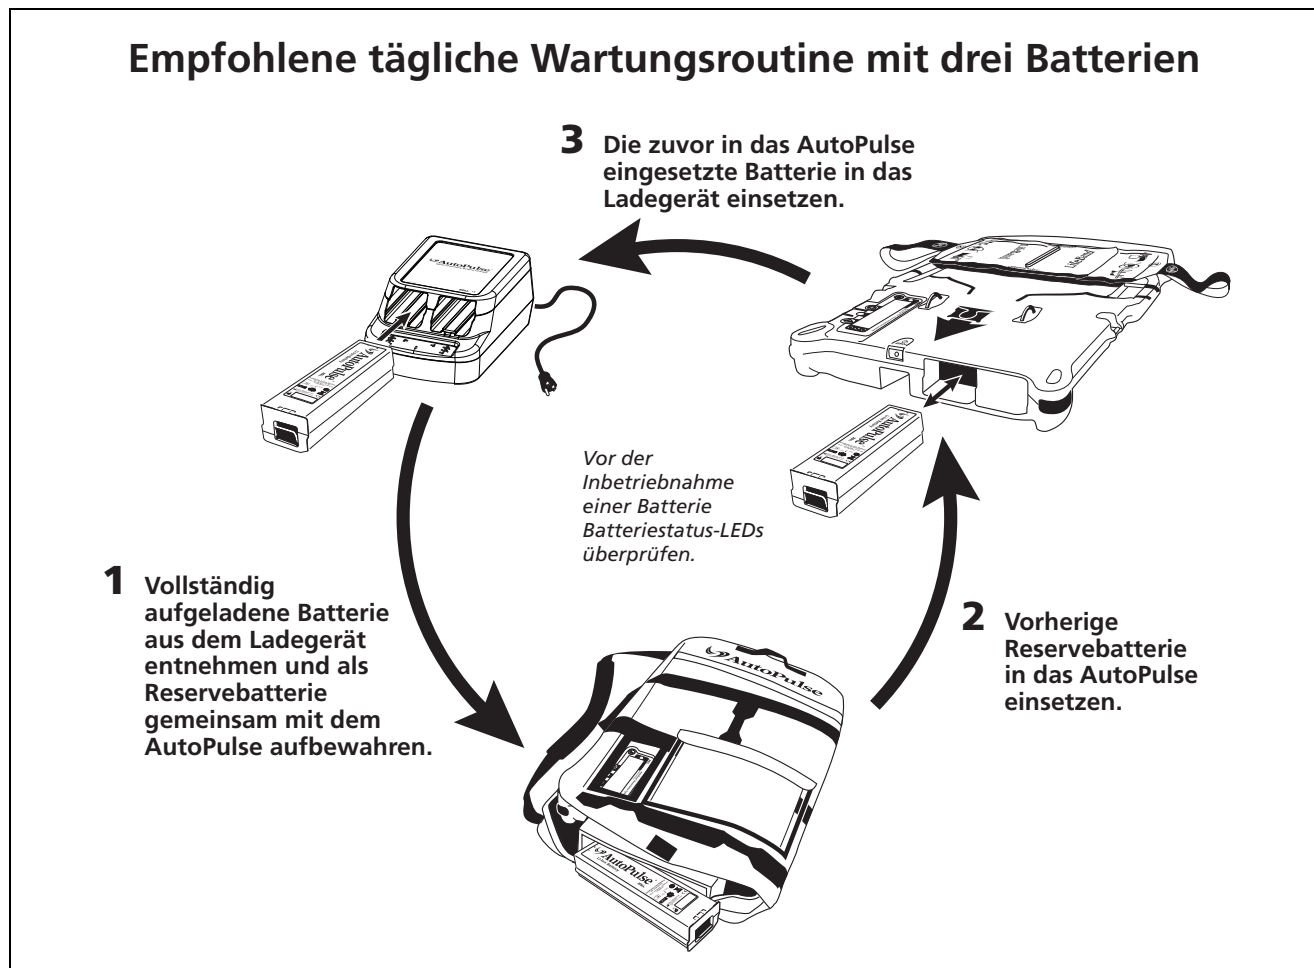 Empfohlene tägliche Wartungsroutine mit drei Batterien
3 Die zuvor in das AutoPulse
eingesetzte Batterie in das
Ladegerät einsetzen.
AutoPulse
AutoPulse
AutoPulse
Vor der
Inbetriebnahme
einer Batterie
Batteriestatus-LEDs
überprüfen.
1 Vollständig
aufgeladene Batterie
aus dem Ladegerät
entnehmen und als
Reservebatterie
gemeinsam mit dem
AutoPulse aufbewahren.
2 Vorherige
Reservebatterie
in das AutoPulse
einsetzen.
AutoPulse
AutoPulse